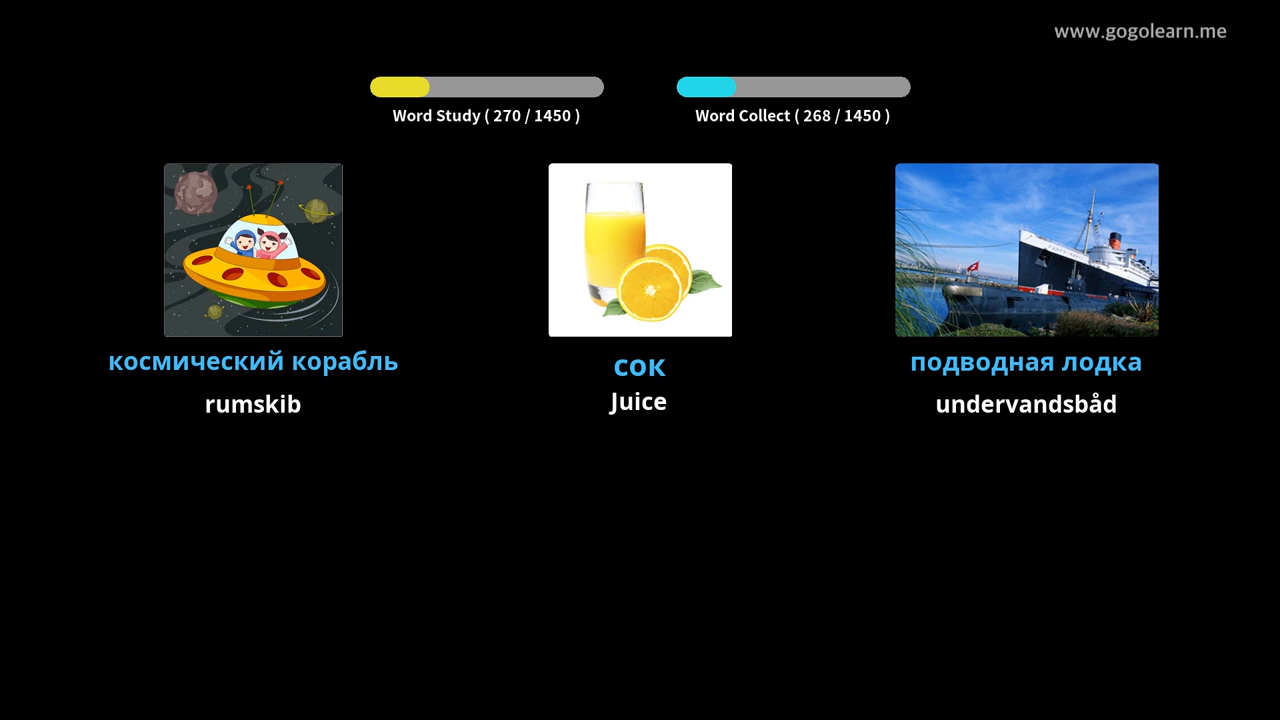 www.gogolearn.me
Word Study ( 270 / 1450 )
Word Collect ( 268 / 1450 )
космический корабль
rumskib
сок
Juice
подводная лодка
undervandsbåd